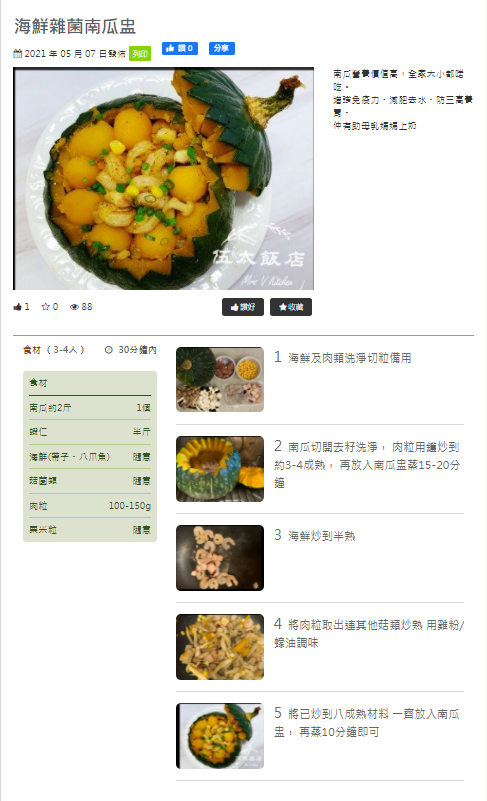 海鮮雜菌南瓜盅
2021 年 05 月 07 日發佈 列印 讚 0 分享
南瓜營養價值高，全家大小都啱
吃。
增強免疫力、減肥去水、防三高養
胃。
仲有助母乳媽媽上奶
伍太飯店
Mrs V Kitchen
1 0 88 讚好 收藏
食材 ( 3-4人 ) 30分鐘內
食材
南瓜約2斤 1個
蝦仁 半斤
海鮮(帶子、八爪魚) 隨意
菇菌類 隨意
肉粒 100-150g
粟米粒 隨意
1 海鮮及肉類洗淨切粒備用
2 南瓜切開去籽洗淨， 肉粒用鑊炒到
約3-4成熟， 再放入南瓜盅蒸15-20分
鐘
3 海鮮炒到半熟
4 將肉粒取出連其他菇類炒熟 用雞粉/
蠔油調味
5 將已炒到八成熟材料 一齊放入南瓜
盅， 再蒸10分鐘即可